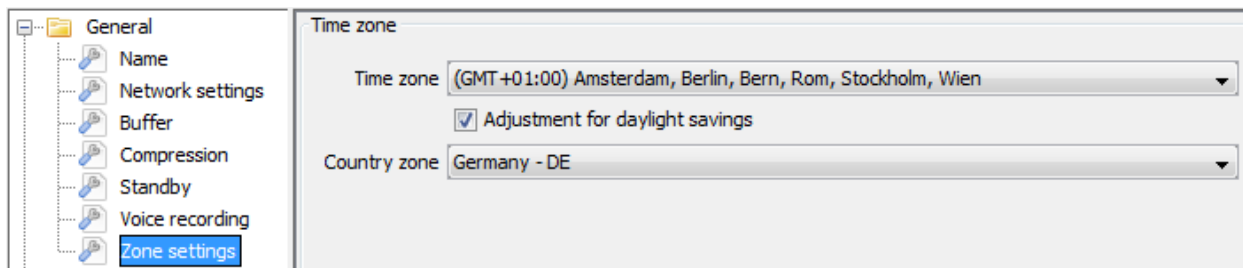 General
Name
Network settings
Buffer
Compression
Standby
Voice recording
Zone settings
Time zone
Time zone (GMT+01:00) Amsterdam, Berlin, Bern, Rom, Stockholm, Wien
Adjustment for daylight savings
Country zone Germany - DE